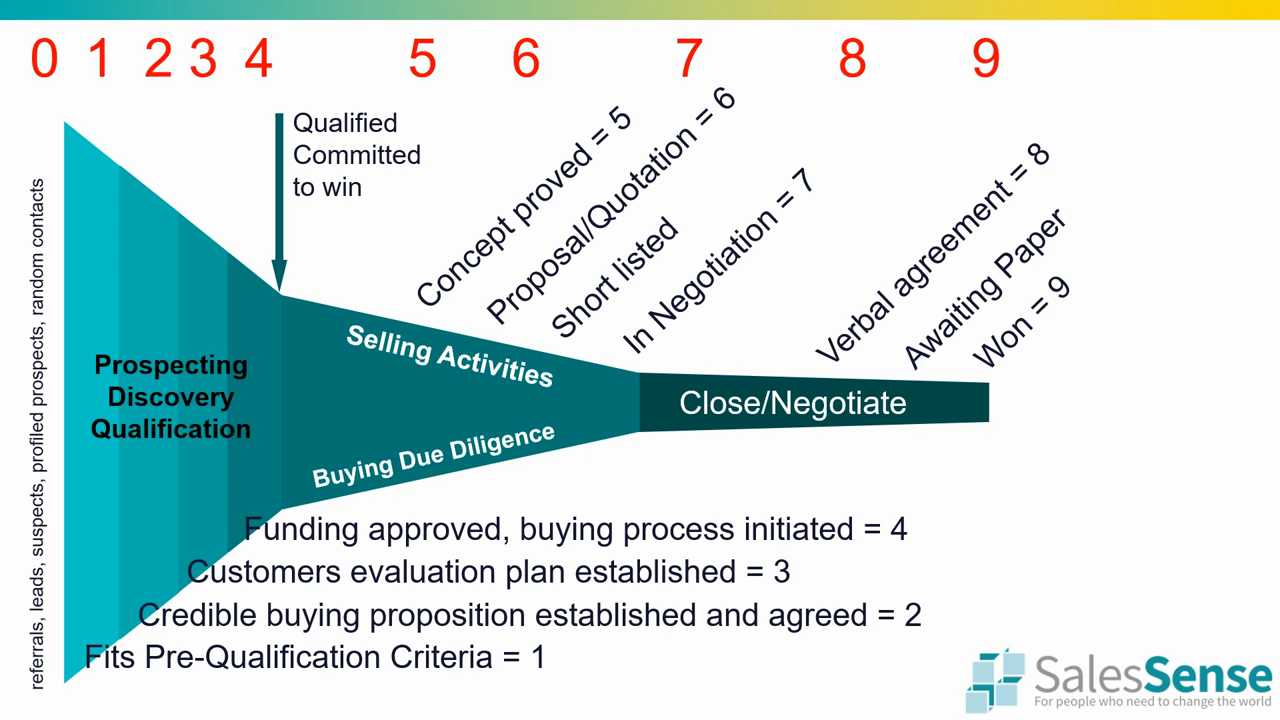 0 1 2 3 4 5 6 7 8 9
Qualified
Committed
to win
Concept proved = 5
Proposal/Quotation = 6
Short listed
In Negotiation = 7
Verbal agreement = 8
Awaiting Paper
Won = 9
referrals, leads, suspects, profiled prospects, random contacts
Prospecting
Discovery
Qualification
Selling Activities
Buying Due Diligence
Close/Negotiate
Funding approved, buying process initiated = 4
Customers evaluation plan established = 3
Credible buying proposition established and agreed = 2
Fits Pre-Qualification Criteria = 1
SalesSense
For people who need to change the world